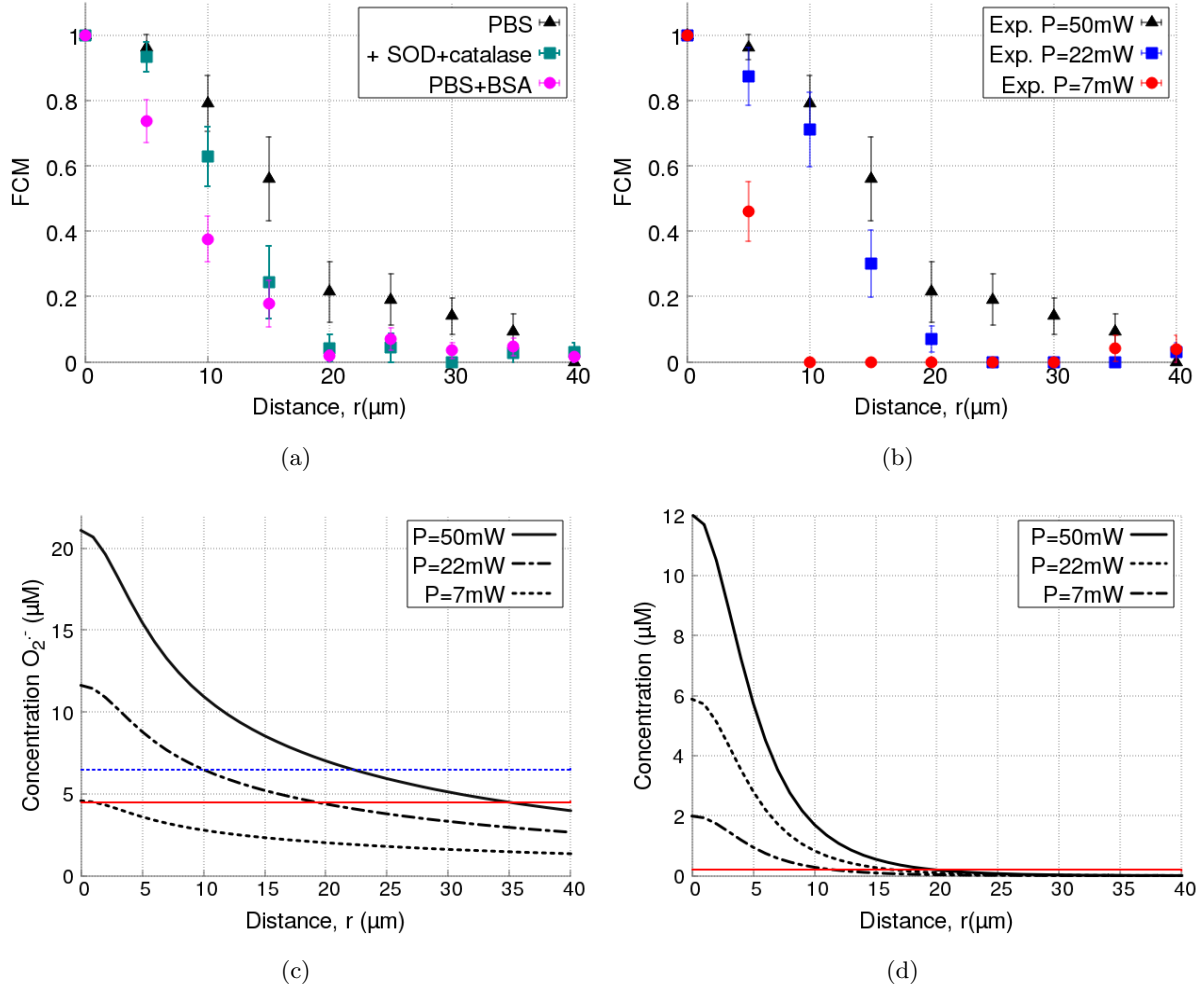 PBS
+ SOD+catalase
PBS+BSA
1
0.8
0.6
0.4
0.2
0
FCM
0 10 20 30 40
Distance, r(µm)
(a)
Exp. P=50mW
Exp. P=22mW
Exp. P=7mW
1
0.8
0.6
0.4
0.2
0
FCM
0 10 20 30 40
Distance, r(µm)
(b)
P=50mW
P=22mW
P=7mW
20
15
10
5
0
Concentration O2·- (µM)
0 5 10 15 20 25 30 35 40
Distance, r (µm)
(c)
P=50mW
P=22mW
P=7mW
12
10
8
6
4
2
0
Concentration (µM)
0 5 10 15 20 25 30 35 40
Distance, r(µm)
(d)